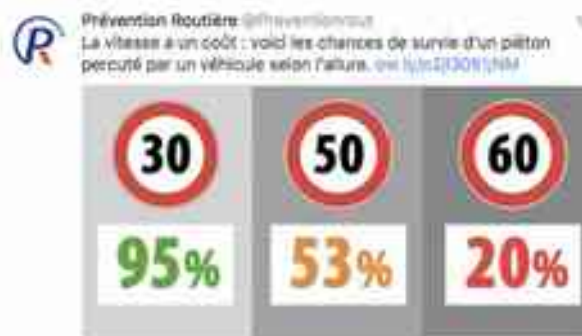 Prévention Routière @Preventionrout
La vitesse a un coût : voici les chances de survie d'un piéton
percuté par un véhicule selon l'allure.
30 50 60
95% 53% 20%